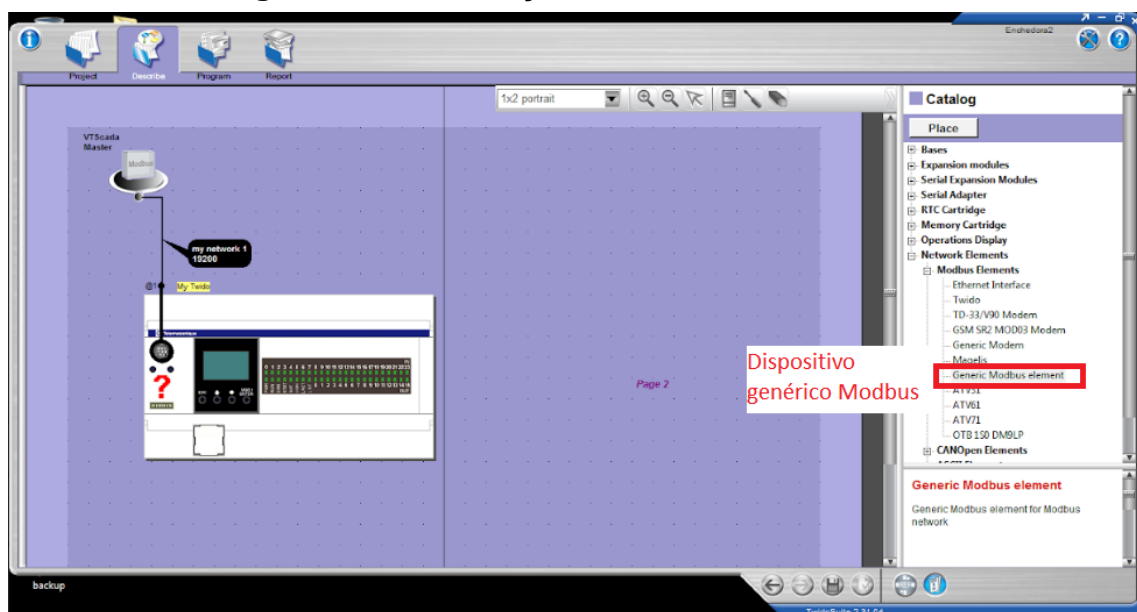 Enchedora2
Project
Describe
Program
Report
1x2 portrait
Catalog
Place
VTScada
Master
Modbus
Bases
Expansion modules
Serial Expansion Modules
Serial Adapter
RTC Cartridge
Memory Cartridge
Operations Display
Network Elements
Modbus Elements
Ethernet Interface
Twido
TD-33/V90 Modem
GSM SR2 MOD03 Modem
Generic Modem
Magelis
Generic Modbus element
ATV31
ATV61
ATV71
OTB 1S0 DM9LP
CANOpen Elements
my network 1
19200
@1
My Twido
?
Page 2
Dispositivo
genérico Modbus
Generic Modbus element
Generic Modbus element for Modbus
network
backup